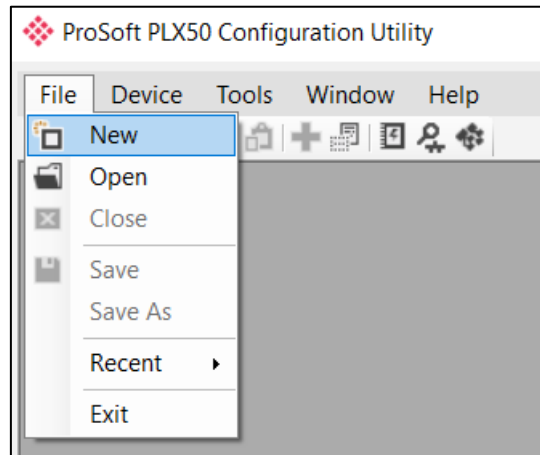 ProSoft PLX50 Configuration Utility
File Device Tools Window Help
New
Open
Close
Save
Save As
Recent
Exit